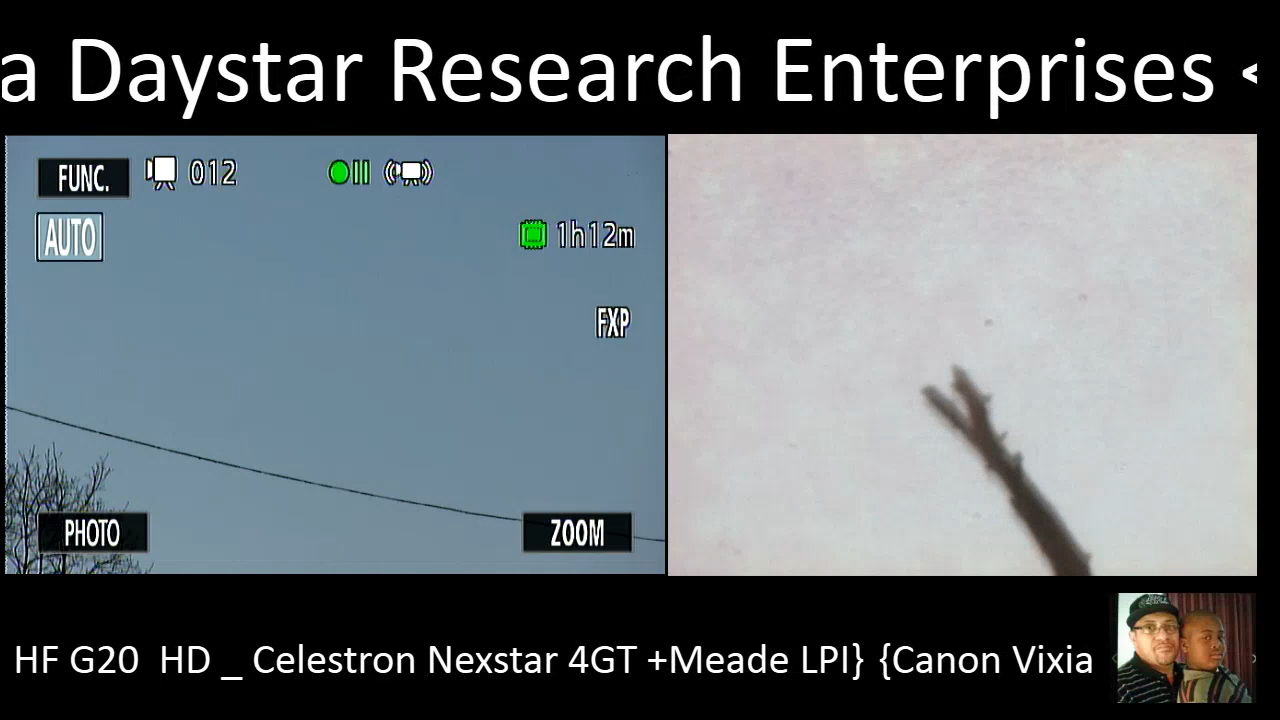 a Daystar Research Enterprises <
FUNC. 012
AUTO
1h12m
FXP
PHOTO ZOOM
HF G20 HD _ Celestron Nexstar 4GT +Meade LPI} {Canon Vixia